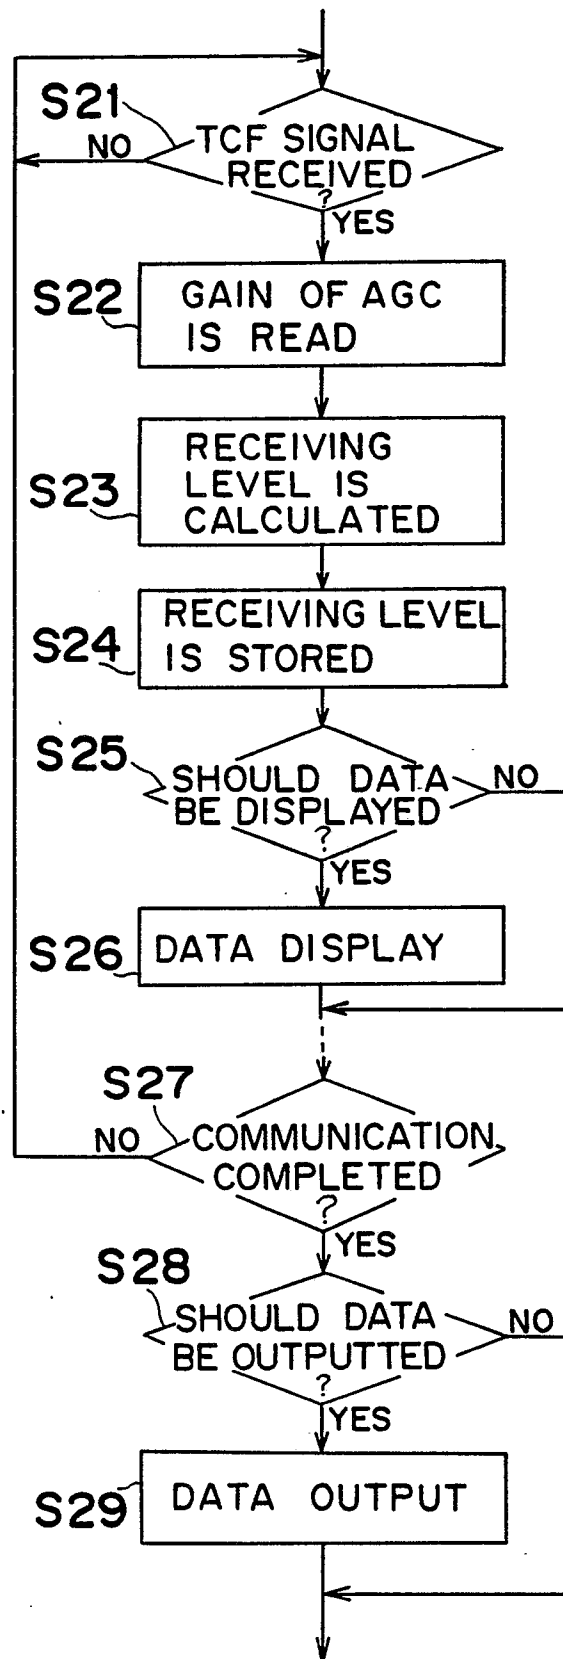 S21
NO
TCF SIGNAL
RECEIVED
?
YES
S22
GAIN OF AGC
IS READ
S23
RECEIVING
LEVEL IS
CALCULATED
S24
RECEIVING LEVEL
IS STORED
S25
SHOULD DATA
BE DISPLAYED
?
NO
YES
S26
DATA DISPLAY
S27
NO
COMMUNICATION
COMPLETED
?
YES
S28
SHOULD DATA
BE OUTPUTTED
?
NO
YES
S29
DATA OUTPUT